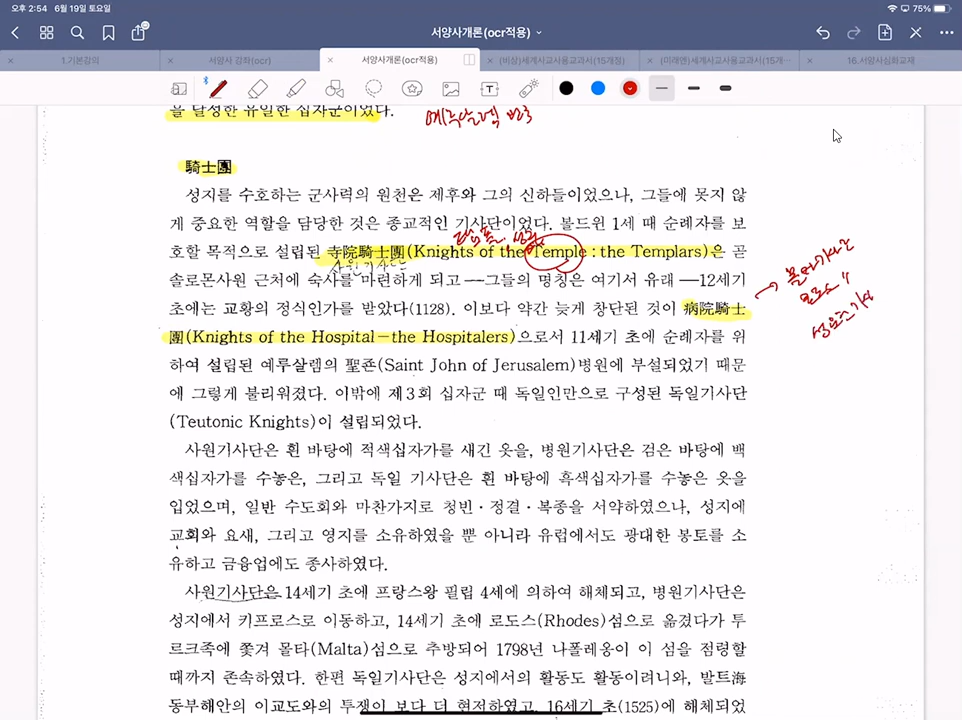 오후 2:54 6월 19일 토요일
75%
서양사개론(ocr적용)
1.기본강의
서양사 강좌(ocr)
서양사개론(ocr적용)
(비상)세계사교사용교과서(15개정)
(미래엔)세계사교사용교과서(15개…
16.서양사심화교재
을 달성한 유일한 십자군이었다.
騎士團
성지를 수호하는 군사력의 원천은 제후와 그의 신하들이었으나, 그들에 못지 않
게 중요한 역할을 담당한 것은 종교적인 기사단이었다. 볼드윈 1세 때 순례자를 보
호할 목적으로 설립된 寺院騎士團(Knights of the Temple : the Templars)은 곧
사원기사단
솔로몬사원 근처에 숙사를 마련하게 되고——그들의 명칭은 여기서 유래 —12세기
초에는 교황의 정식인가를 받았다(1128). 이보다 약간 늦게 창단된 것이 病院騎士
團(Knights of the Hospital—the Hospitalers)으로서 11세기 초에 순례자를 위
하여 설립된 예루살렘의 聖죤(Saint John of Jerusalem)병원에 부설되었기 때문
에 그렇게 불리워졌다. 이밖에 제3회 십자군 때 독일인만으로 구성된 독일기사단
(Teutonic Knights)이 설립되었다.
몰타기사단
로도스 〃
성요한기사
사원기사단은 흰 바탕에 적색십자가를 새긴 옷을, 병원기사단은 검은 바탕에 백
색십자가를 수놓은, 그리고 독일 기사단은 흰 바탕에 흑색십자가를 수놓은 옷을
입었으며, 일반 수도회와 마찬가지로 청빈·정결·복종을 서약하였으나, 성지에
교회와 요새, 그리고 영지를 소유하였을 뿐 아니라 유럽에서도 광대한 봉토를 소
유하고 금융업에도 종사하였다.
사원기사단은 14세기 초에 프랑스왕 필립 4세에 의하여 해체되고, 병원기사단은
성지에서 키프로스로 이동하고, 14세기 초에 로도스(Rhodes)섬으로 옮겼다가 투
르크족에 쫓겨 몰타(Malta)섬으로 추방되어 1798년 나폴레옹이 이 섬을 점령할
때까지 존속하였다. 한편 독일기사단은 성지에서의 활동도 활동이려니와, 발트海
동부해안의 이교도와의 투쟁이 보다 더 현저하였고, 16세기 초(1525)에 해체되었